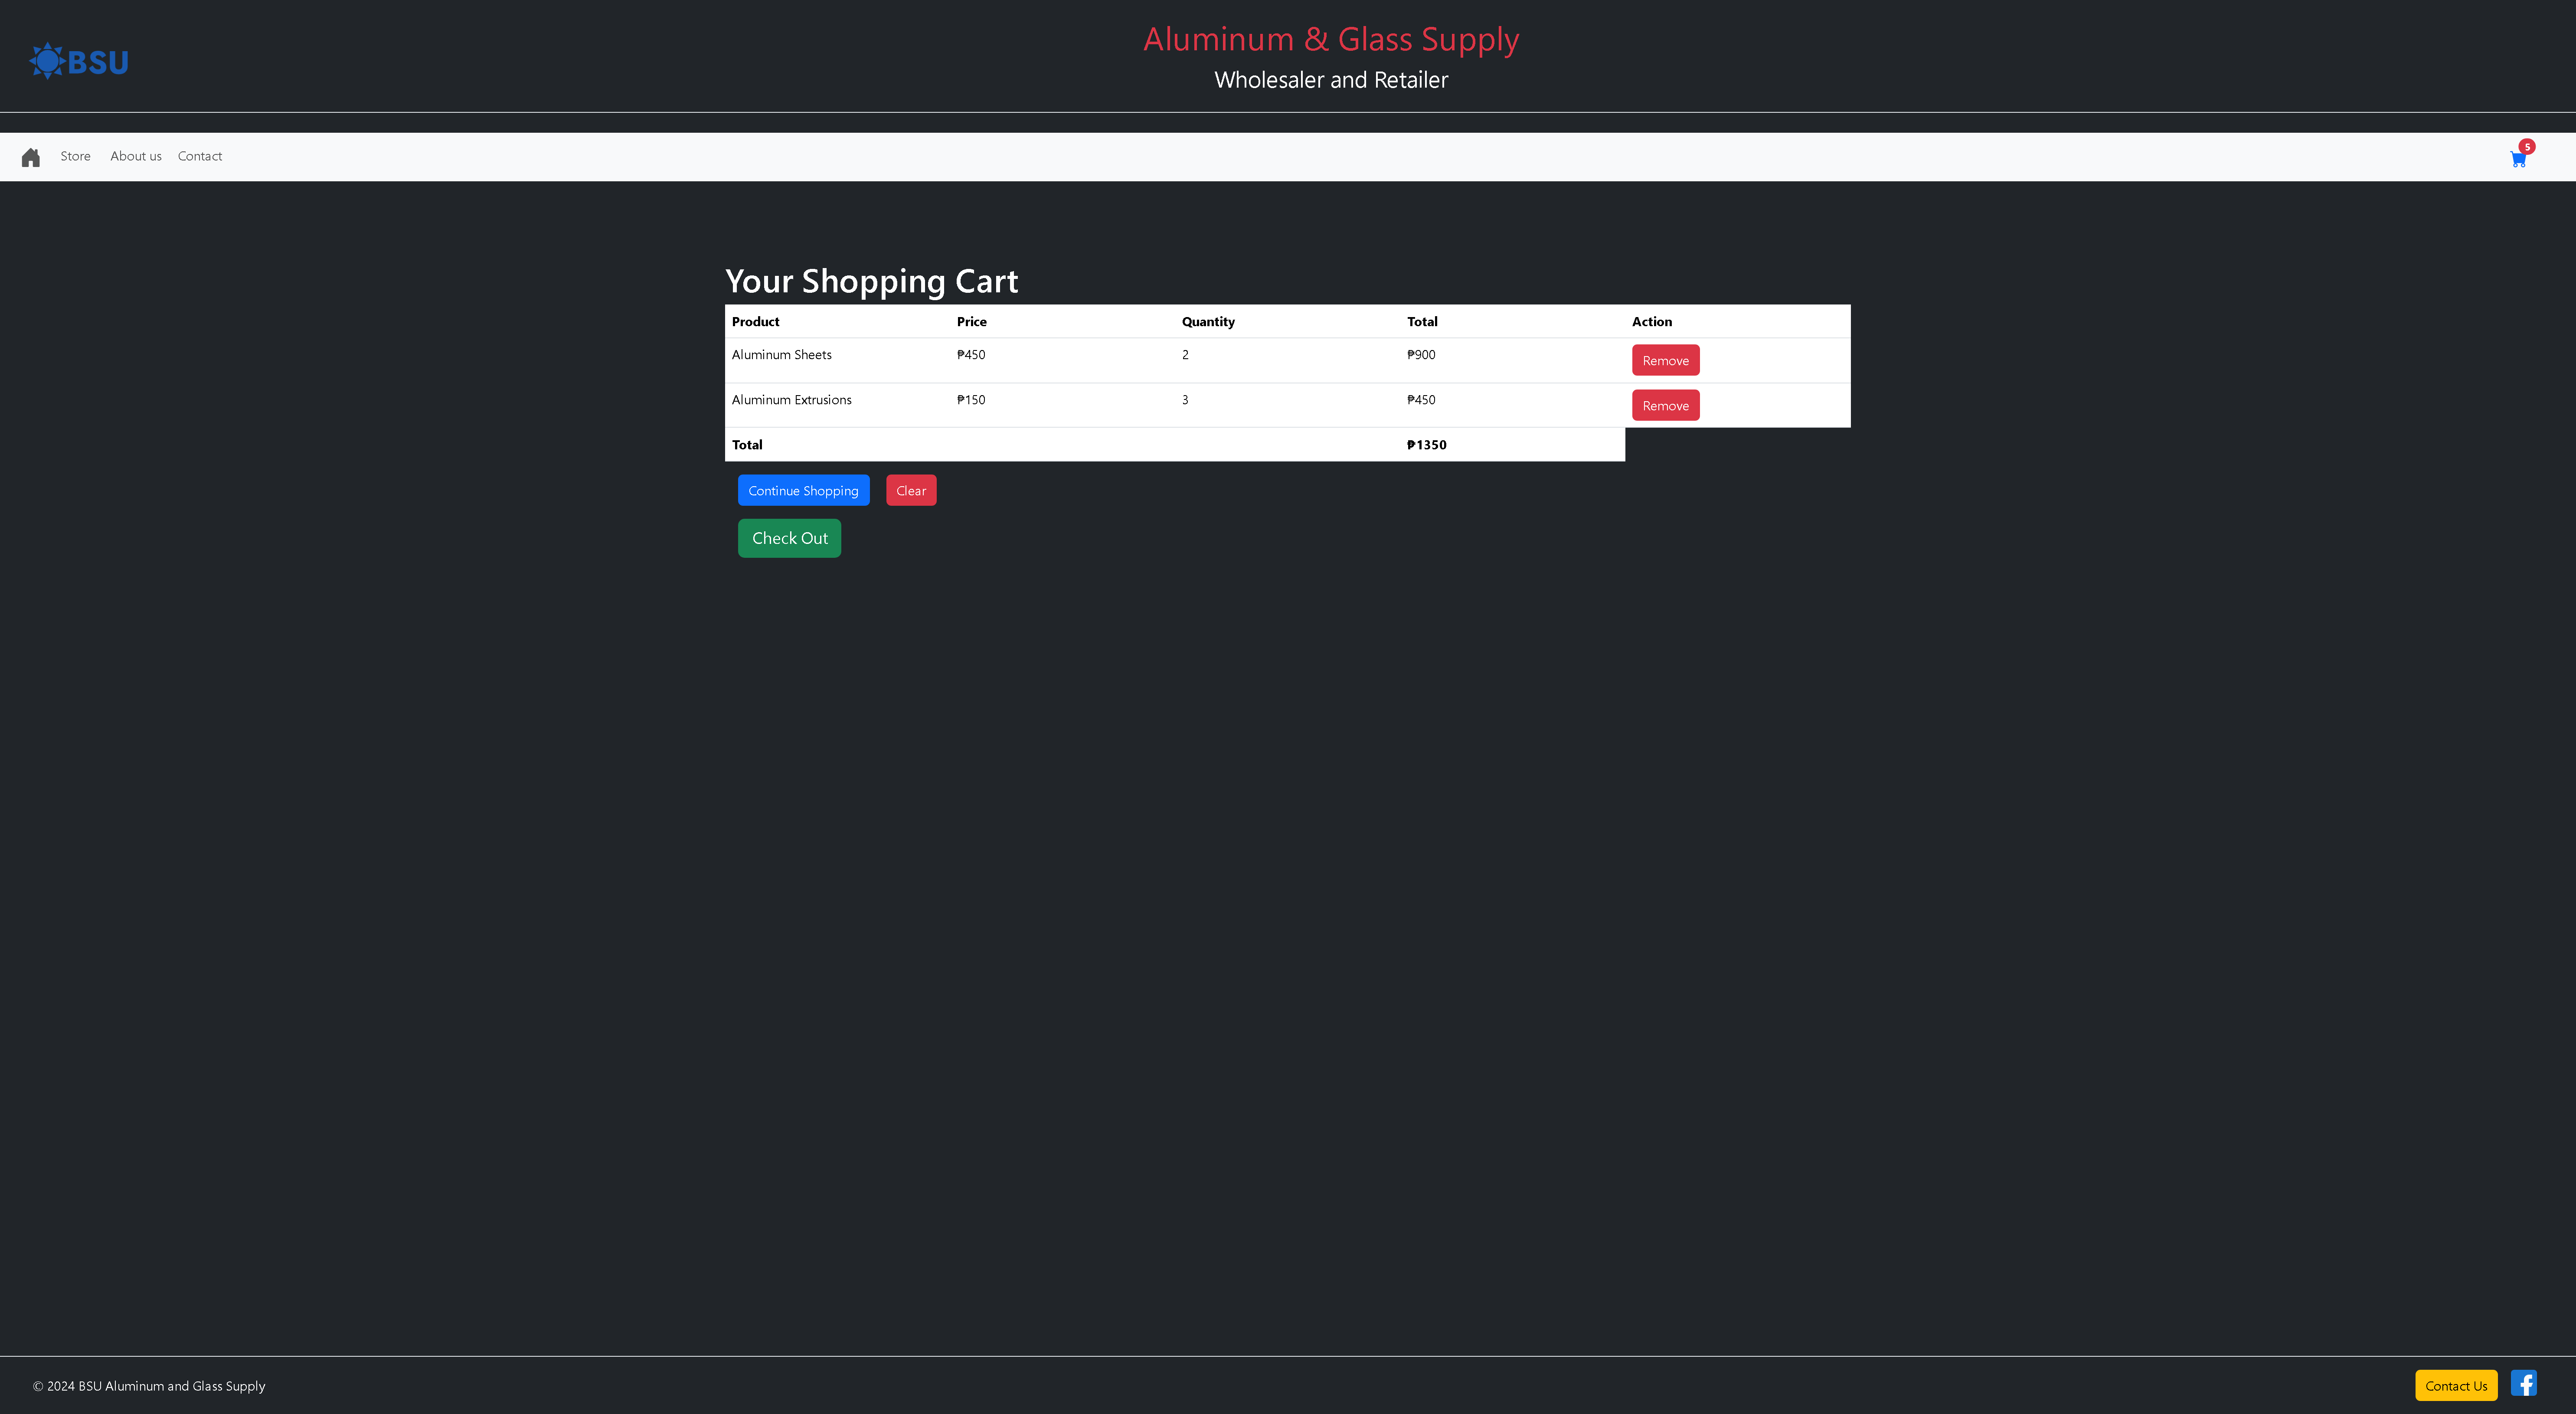 BSU
Aluminum & Glass Supply
Wholesaler and Retailer
Store About us Contact
5
Your Shopping Cart
Product Price Quantity Total Action
Aluminum Sheets ₱450 2 ₱900 Remove
Aluminum Extrusions ₱150 3 ₱450 Remove
Total ₱1350
Continue Shopping Clear
Check Out
© 2024 BSU Aluminum and Glass Supply
Contact Us